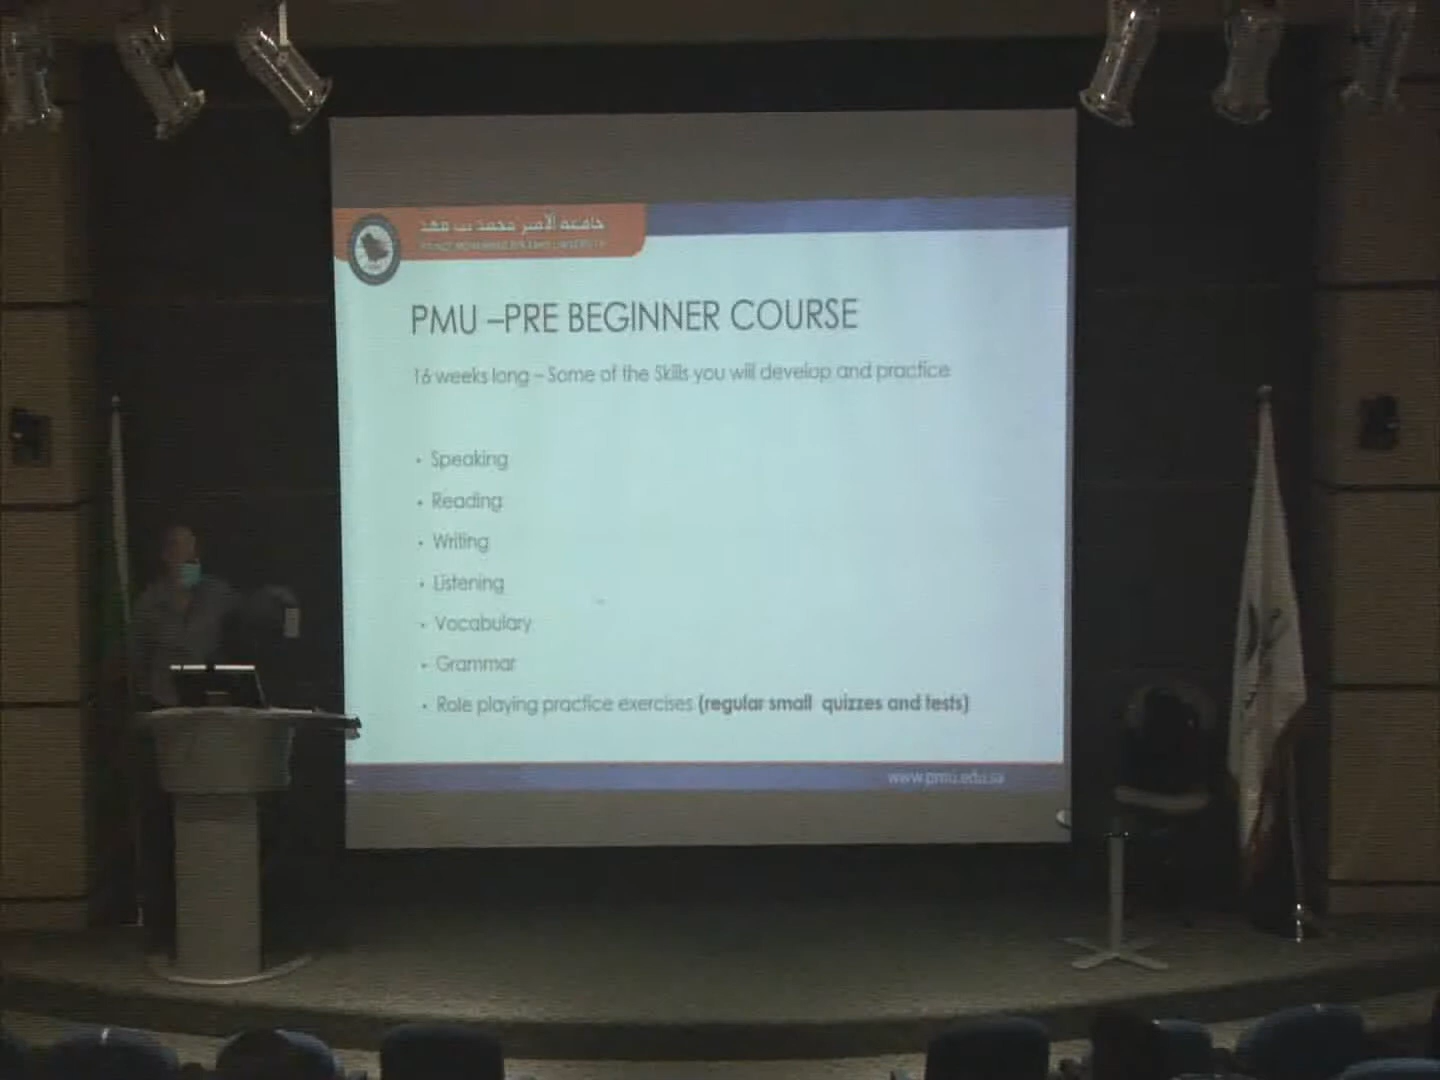 جامعة الأمير محمد بن فهد
PRINCE MOHAMMAD BIN FAHD UNIVERSITY
PMU –PRE BEGINNER COURSE
16 weeks long – Some of the Skills you will develop and practice
• Speaking
• Reading
• Writing
• Listening
• Vocabulary
• Grammar
• Role playing practice exercises (regular small quizzes and tests)
www.pmu.edu.sa